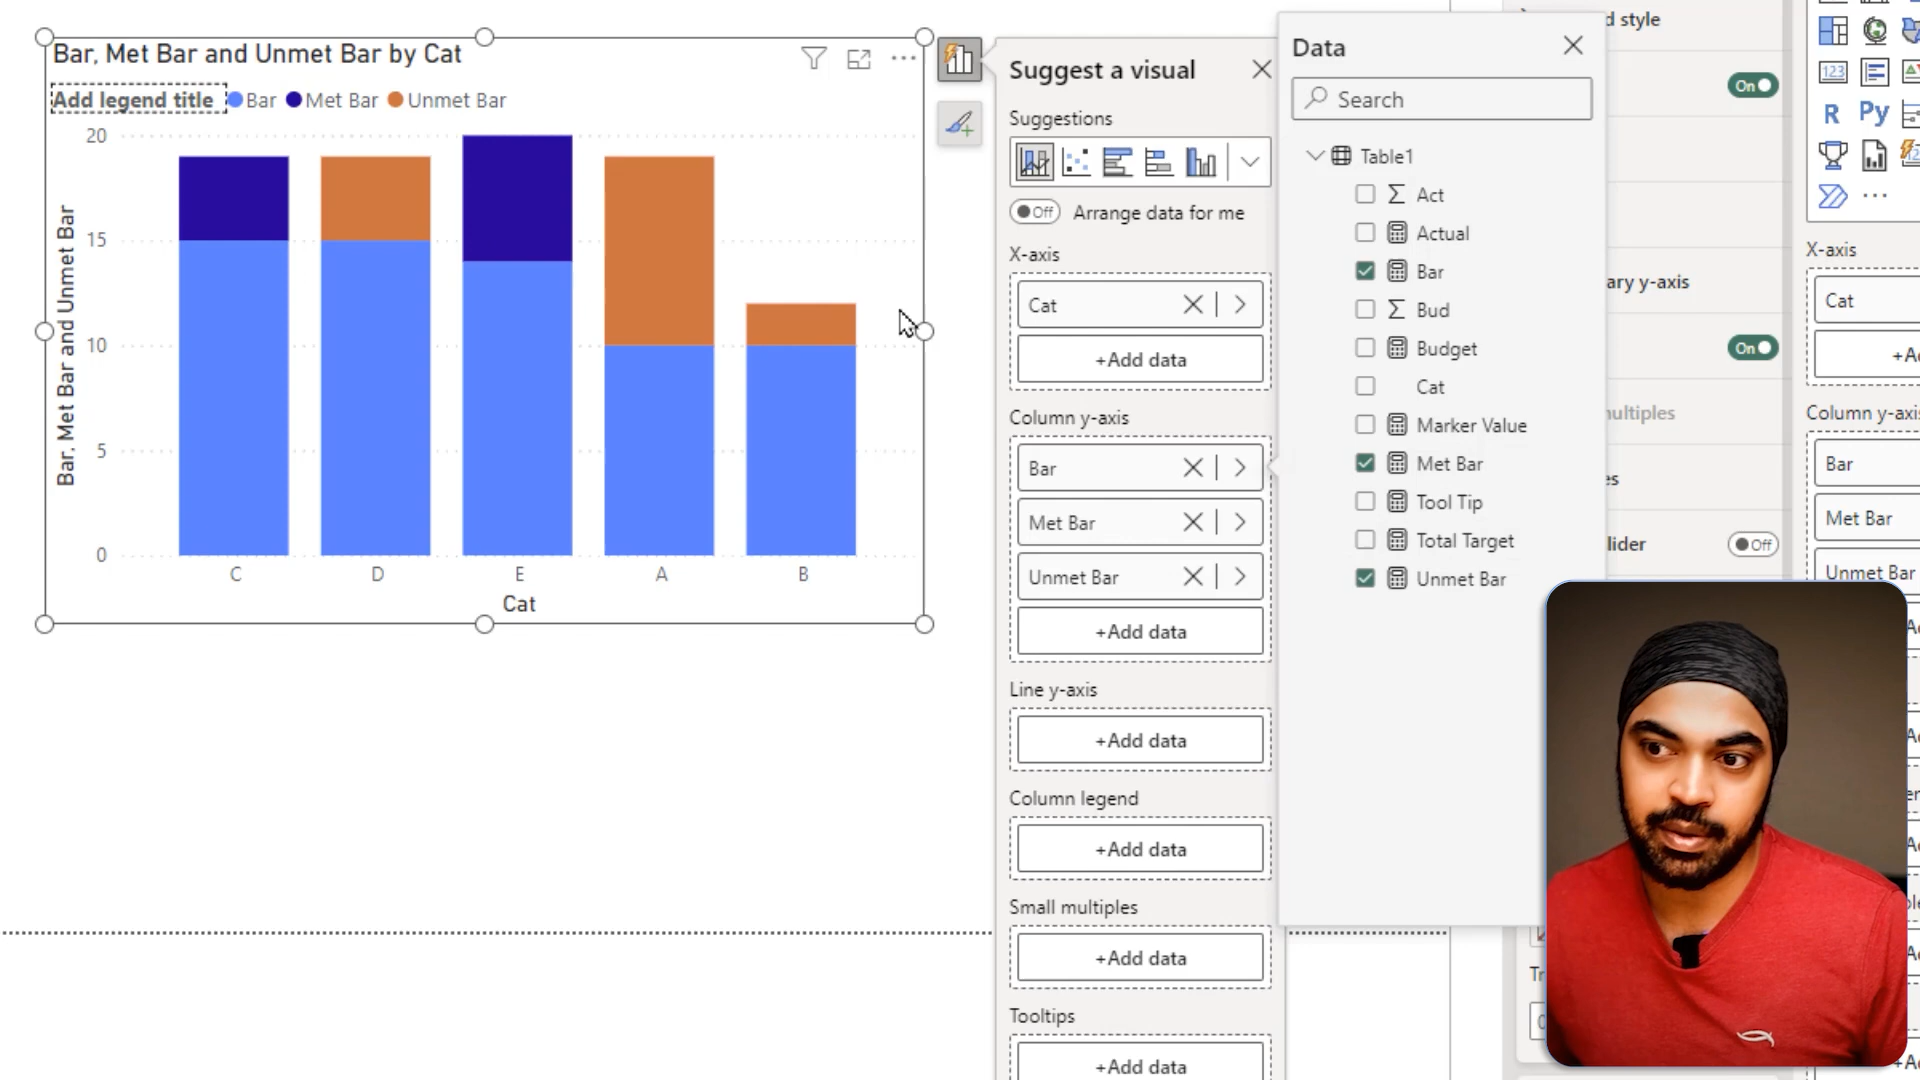 Bar, Met Bar and Unmet Bar by Cat
Add legend title Bar Met Bar Unmet Bar
Bar, Met Bar and Unmet Bar
20
15
10
5
0
C D E A B
Cat
Suggest a visual
Suggestions
Off Arrange data for me
X-axis
Cat
+Add data
Column y-axis
Bar
Met Bar
Unmet Bar
+Add data
Line y-axis
+Add data
Column legend
+Add data
Small multiples
+Add data
Tooltips
+Add data
Data
Search
Table1
Act
Actual
Bar
Bud
Budget
Cat
Marker Value
Met Bar
Tool Tip
Total Target
Unmet Bar
d style
On
ary y-axis
On
ultiples
es
lider
Off
Tr
123
R Py
X-axis
Cat
+A
Column y-axis
Bar
Met Bar
Unmet Bar